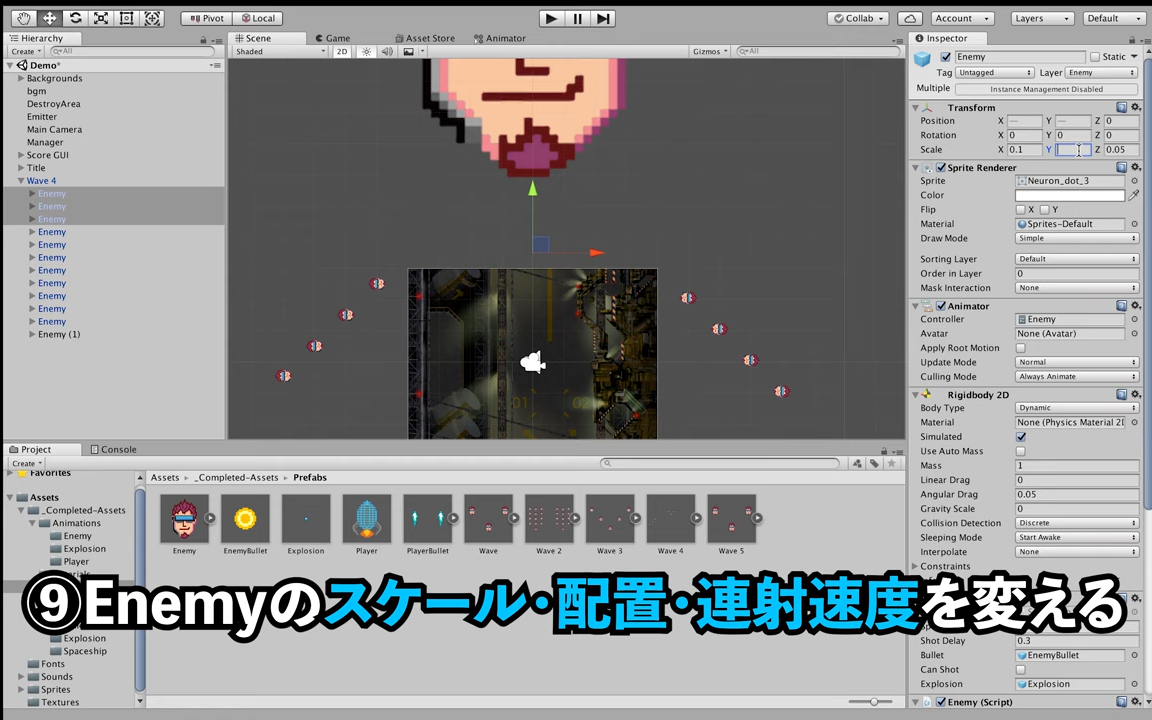 Pivot
Local
Collab
Account
Layers
Default
Hierarchy
Create
All
Demo*
Backgrounds
bgm
DestroyArea
Emitter
Main Camera
Manager
Score GUI
Title
Wave 4
Enemy
Enemy
Enemy
Enemy
Enemy
Enemy
Enemy
Enemy
Enemy
Enemy
Enemy
Enemy (1)
Scene
Game
Asset Store
Animator
Shaded
2D
Gizmos
All
01
02
Inspector
Enemy
Static
Tag Untagged Layer Enemy
Multiple Instance Management Disabled
Transform
Position X — Y — Z 0
Rotation X 0 Y 0 Z 0
Scale X 0.1 Y Z 0.05
Sprite Renderer
Sprite Neuron_dot_3
Color
Flip X Y
Material Sprites-Default
Draw Mode Simple
Sorting Layer Default
Order in Layer 0
Mask Interaction None
Animator
Controller Enemy
Avatar None (Avatar)
Apply Root Motion
Update Mode Normal
Culling Mode Always Animate
Rigidbody 2D
Body Type Dynamic
Material None (Physics Material 2D
Simulated
Use Auto Mass
Mass 1
Linear Drag 0
Angular Drag 0.05
Gravity Scale 0
Collision Detection Discrete
Sleeping Mode Start Awake
Interpolate None
Constraints
Shot Delay 0.3
Bullet EnemyBullet
Can Shot
Explosion Explosion
Enemy (Script)
Project
Console
Create
Favorites
Assets
_Completed-Assets
Animations
Enemy
Explosion
Player
Explosion
Spaceship
Fonts
Sounds
Sprites
Textures
Assets _Completed-Assets Prefabs
Enemy EnemyBullet Explosion Player PlayerBullet Wave Wave 2 Wave 3 Wave 4 Wave 5
⑨Enemyのスケール・配置・連射速度を変える